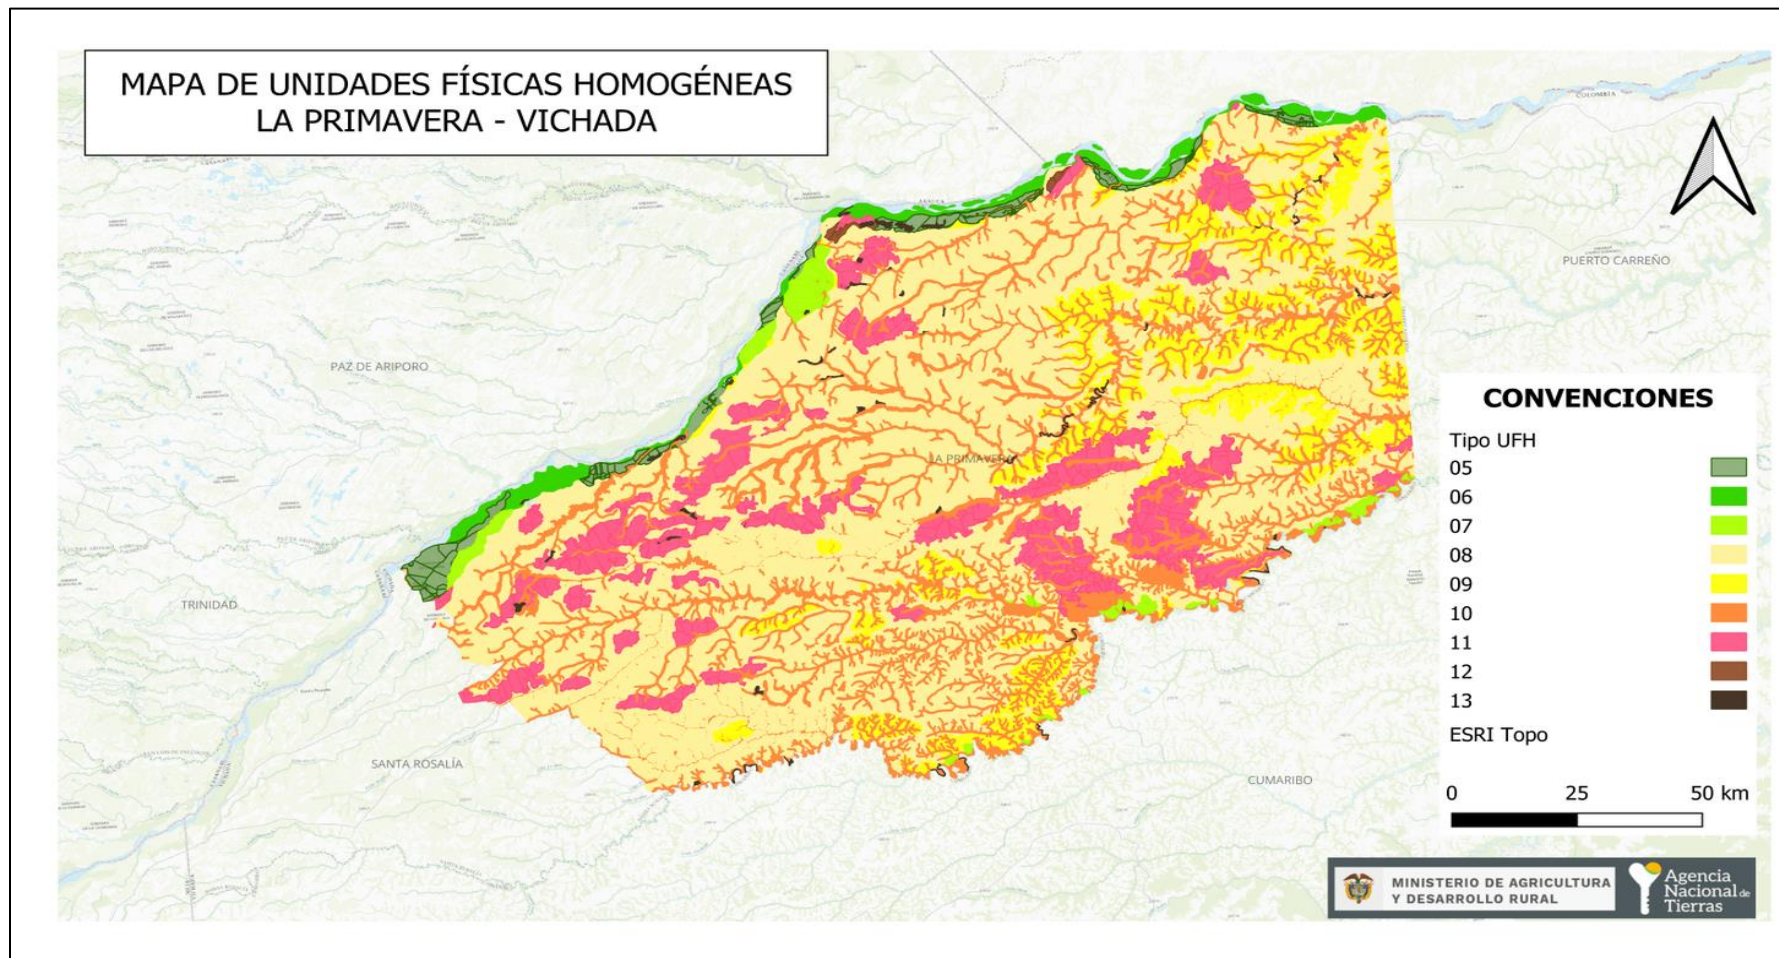 MAPA DE UNIDADES FÍSICAS HOMOGÉNEAS
LA PRIMAVERA - VICHADA
COLOMBIA
ARAUCA
PUERTO CARREÑO
PAZ DE ARIPORO
LA PRIMAVERA
TRINIDAD
SANTA ROSALÍA
CUMARIBO
CONVENCIONES
Tipo UFH
05
06
07
08
09
10
11
12
13
ESRI Topo
0 25 50 km
MINISTERIO DE AGRICULTURA
Y DESARROLLO RURAL
Agencia
Nacional de
Tierras